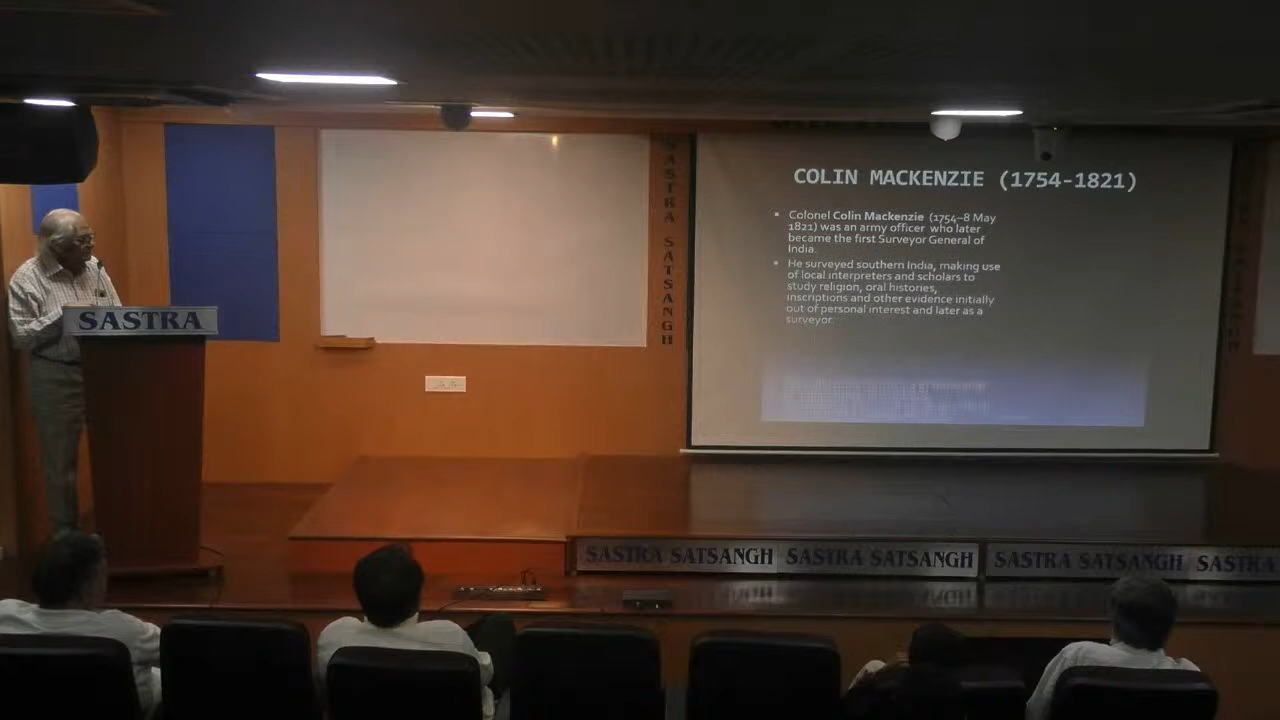 COLIN MACKENZIE (1754-1821)
Colonel Colin Mackenzie (1754–8 May
1821) was an army officer who later
became the first Surveyor General of
India.
He surveyed southern India, making use
of local interpreters and scholars to
study religion, oral histories,
inscriptions and other evidence initially
out of personal interest and later as a
surveyor.
SASTRA SATSANGH
SASTRA
SASTRA SATSANGH SASTRA SATSANGH SASTRA SATSANGH SASTRA